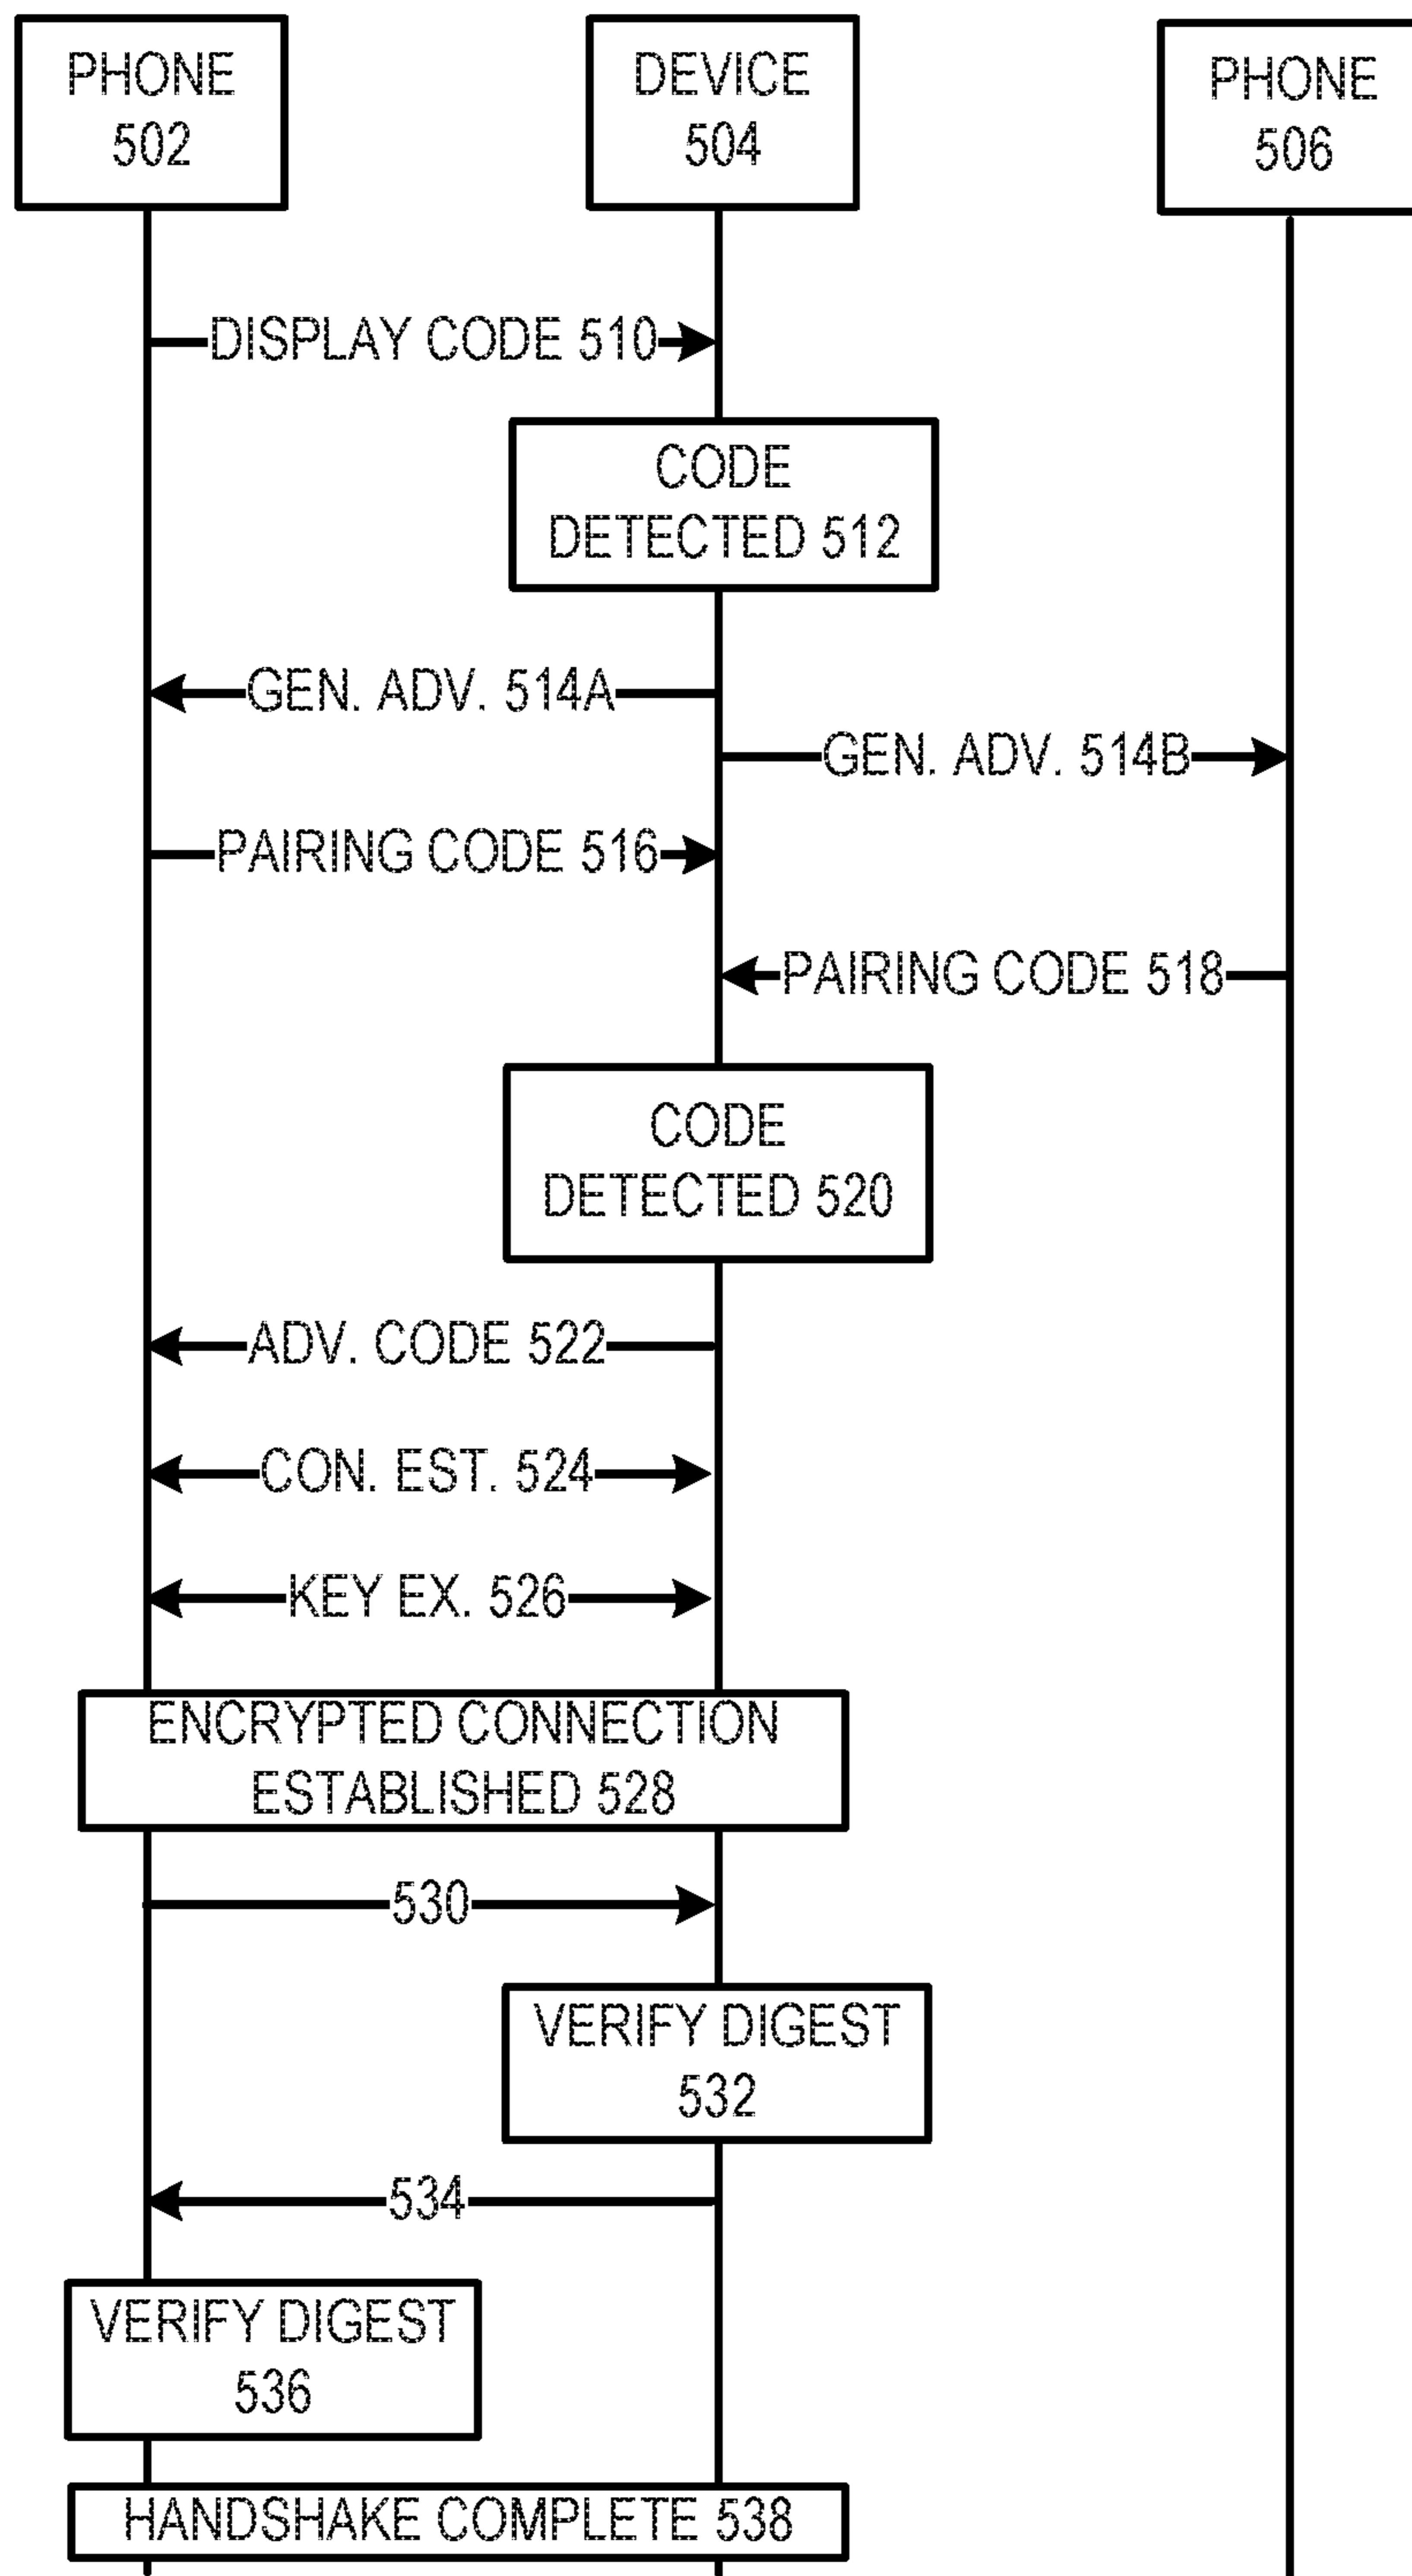 PHONE
502
DEVICE
504
PHONE
506
DISPLAY CODE 510
CODE
DETECTED 512
GEN. ADV. 514A
GEN. ADV. 514B
PAIRING CODE 516
PAIRING CODE 518
CODE
DETECTED 520
ADV. CODE 522
CON. EST. 524
KEY EX. 526
ENCRYPTED CONNECTION
ESTABLISHED 528
530
VERIFY DIGEST
532
534
VERIFY DIGEST
536
HANDSHAKE COMPLETE 538